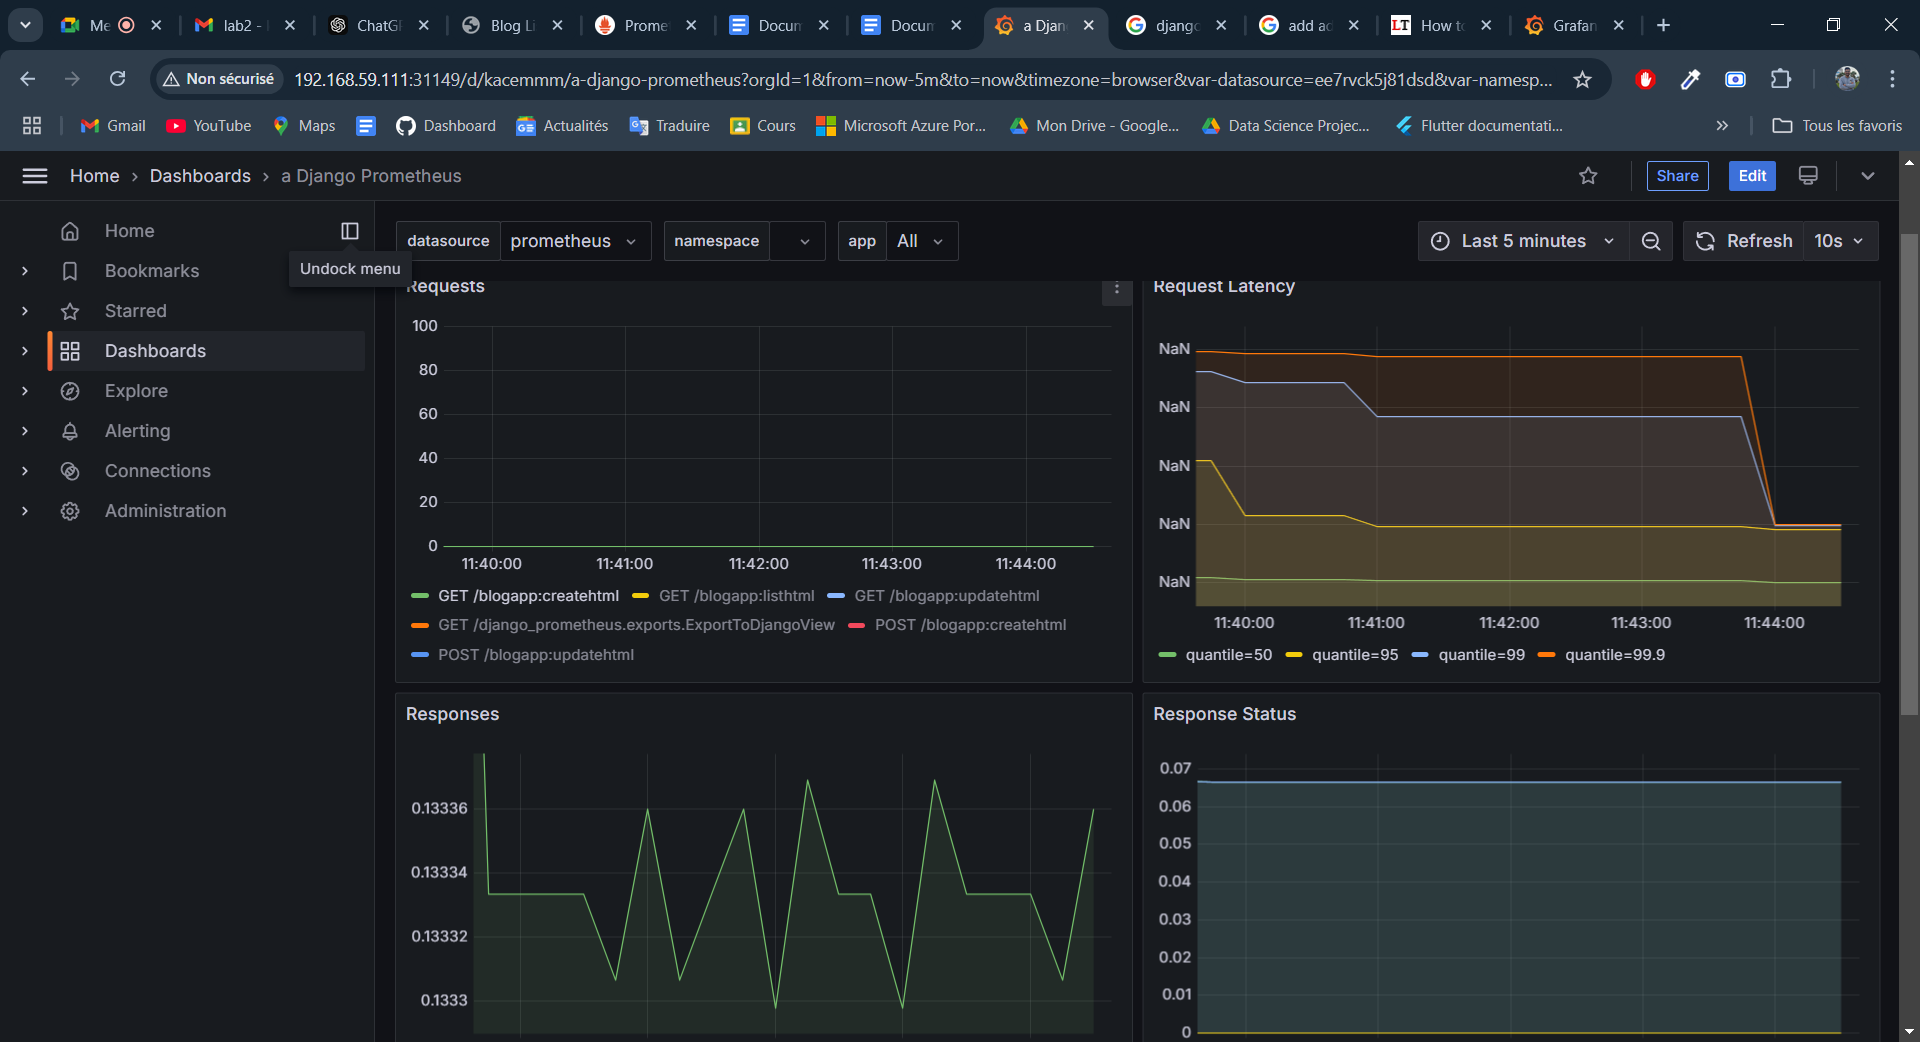 Me
lab2 -
ChatG
Blog Li
Prome
Docum
Docum
a Djan
django
add ad
How to
Grafan
Non sécurisé
192.168.59.111:31149/d/kacemmm/a-django-prometheus?orgId=1&from=now-5m&to=now&timezone=browser&var-datasource=ee7rvck5j81dsd&var-namesp...
Gmail
YouTube
Maps
Dashboard
Actualités
Traduire
Cours
Microsoft Azure Por...
Mon Drive - Google...
Data Science Projec...
Flutter documentati...
Tous les favoris
Home › Dashboards › a Django Prometheus
Share
Edit
Home
Undock menu
Bookmarks
Starred
Dashboards
Explore
Alerting
Connections
Administration
datasource prometheus
namespace
app All
Last 5 minutes
Refresh 10s
Requests
100
80
60
40
20
0
11:40:00 11:41:00 11:42:00 11:43:00 11:44:00
GET /blogapp:createhtml GET /blogapp:listhtml GET /blogapp:updatehtml
GET /django_prometheus.exports.ExportToDjangoView POST /blogapp:createhtml
POST /blogapp:updatehtml
Request Latency
NaN
NaN
NaN
NaN
NaN
11:40:00 11:41:00 11:42:00 11:43:00 11:44:00
quantile=50 quantile=95 quantile=99 quantile=99.9
Responses
0.13336
0.13334
0.13332
0.1333
Response Status
0.07
0.06
0.05
0.04
0.03
0.02
0.01
0